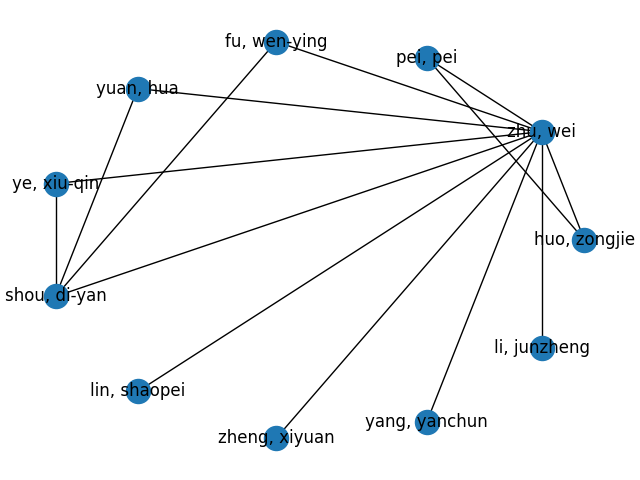 fu, wen-ying
pei, pei
yuan, hua
zhu, wei
ye, xiu-qin
huo, zongjie
shou, di-yan
li, junzheng
lin, shaopei
yang, yanchun
zheng, xiyuan